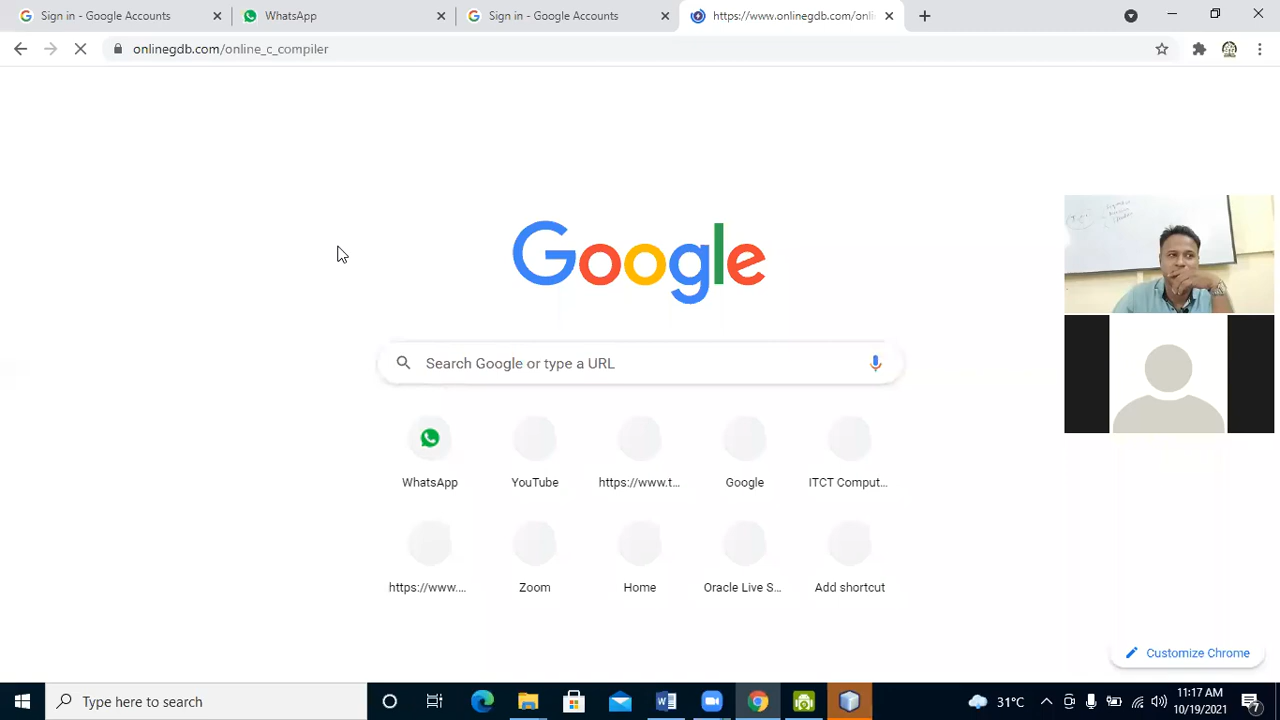 Sign in - Google Accounts
WhatsApp
Sign in - Google Accounts
https://www.onlinegdb.com/onl
onlinegdb.com/online_c_compiler
Google
Search Google or type a URL
WhatsApp
YouTube
https://www.t...
Google
ITCT Comput...
https://www....
Zoom
Home
Oracle Live S...
Add shortcut
Customize Chrome
Type here to search
31°C
11:17 AM
10/19/2021
7